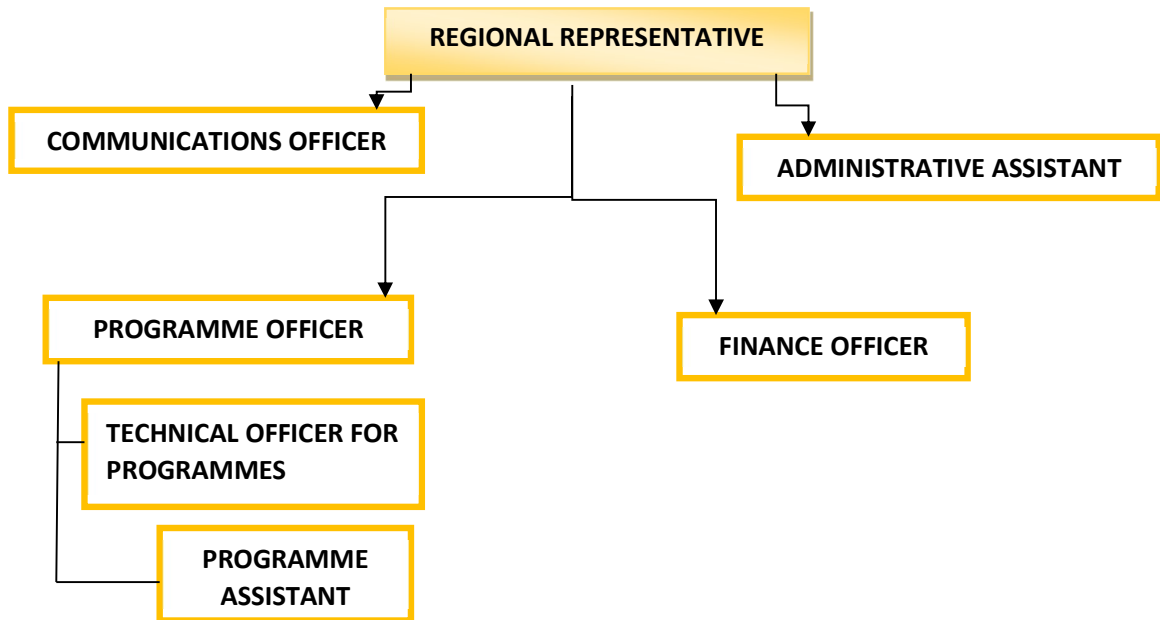 REGIONAL REPRESENTATIVE
COMMUNICATIONS OFFICER
ADMINISTRATIVE ASSISTANT
PROGRAMME OFFICER
FINANCE OFFICER
TECHNICAL OFFICER FOR
PROGRAMMES
PROGRAMME
ASSISTANT